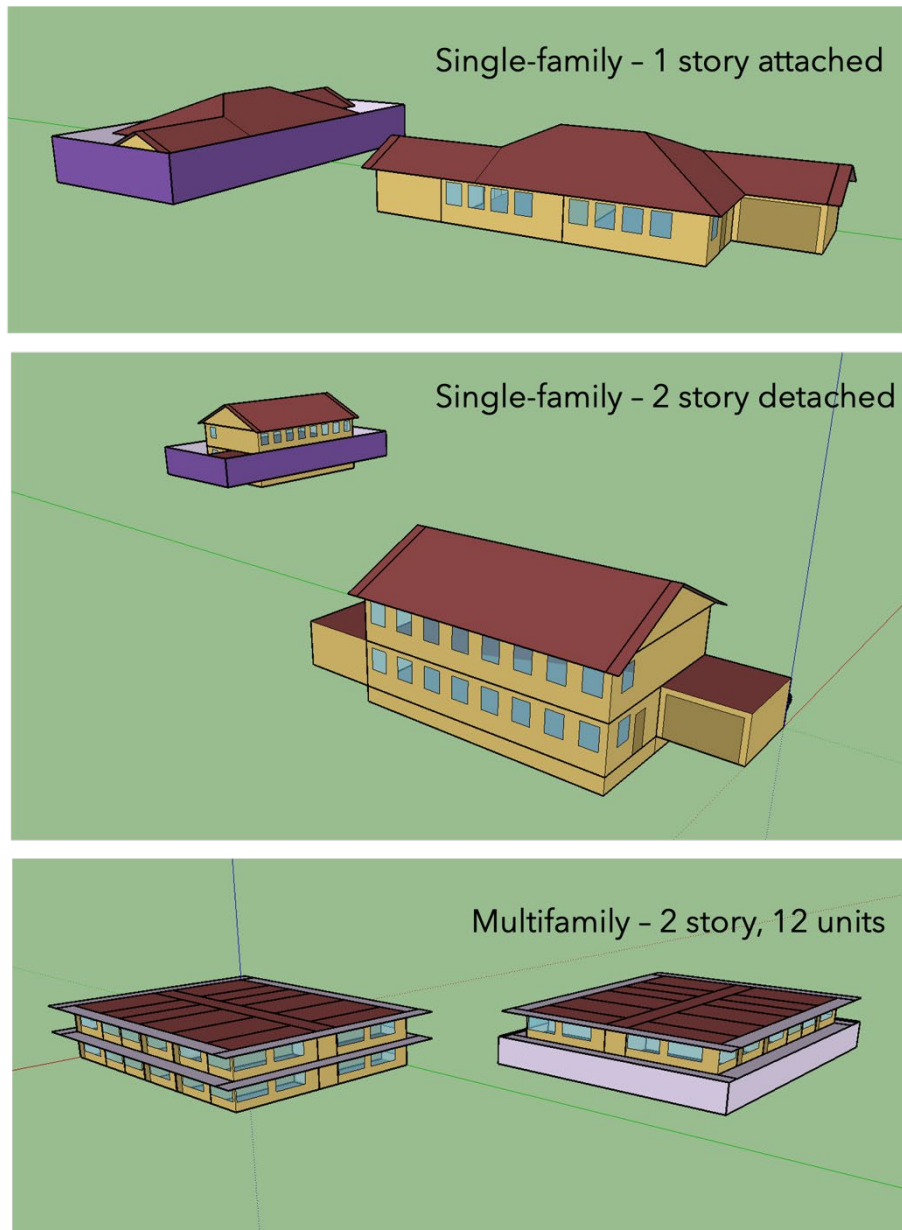 Single-family – 1 story attached
Single-family – 2 story detached
Multifamily – 2 story, 12 units